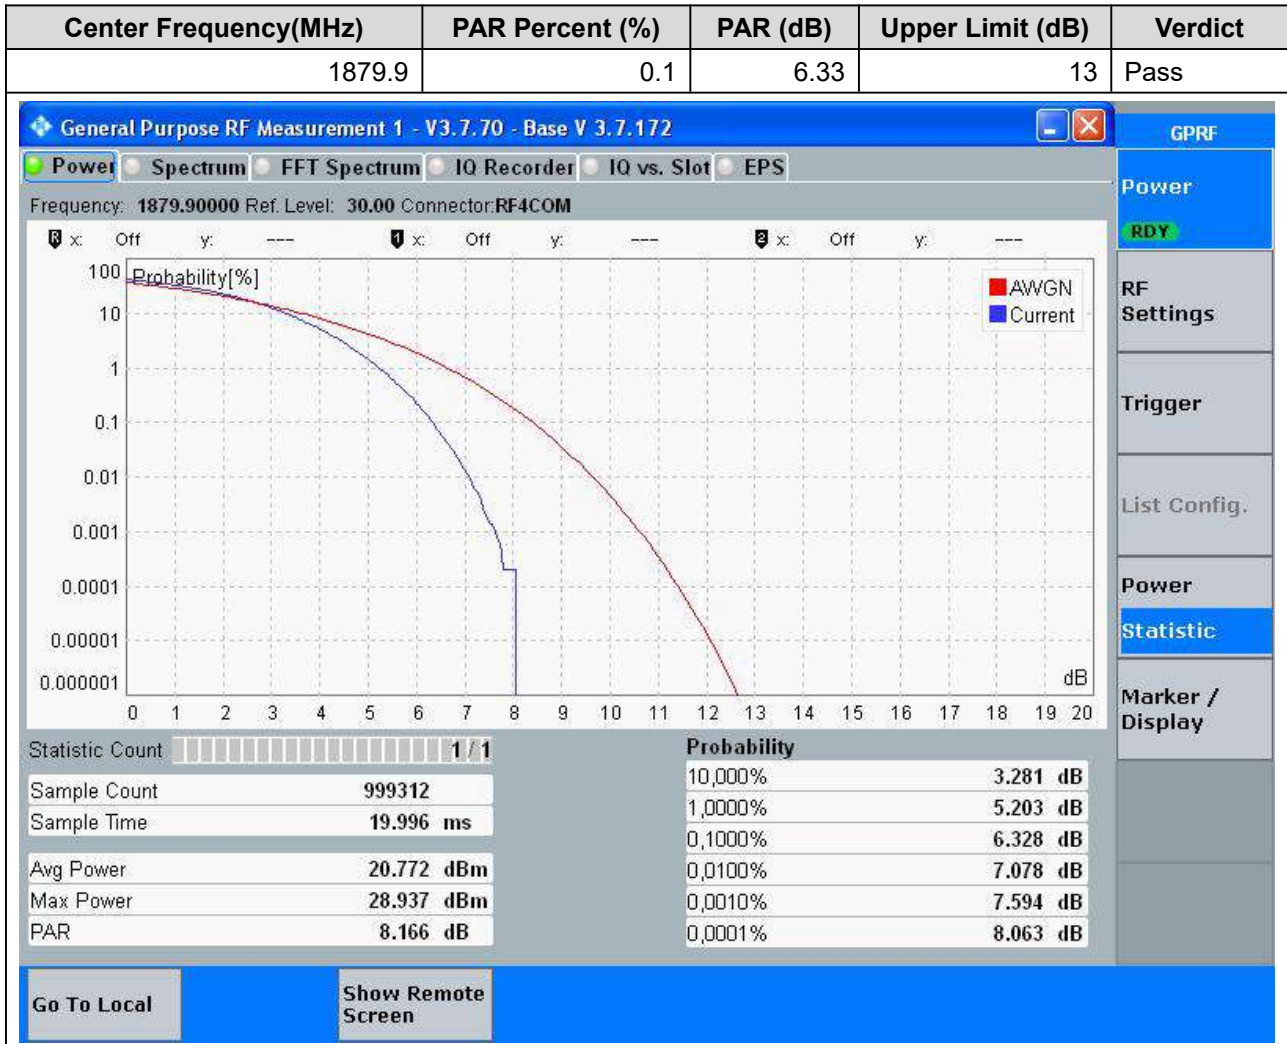 Center Frequency(MHz) PAR Percent (%) PAR (dB) Upper Limit (dB) Verdict
1879.9 0.1 6.33 13 Pass
General Purpose RF Measurement 1 - V3.7.70 - Base V 3.7.172
GPRF
Power Spectrum FFT Spectrum IQ Recorder IQ vs. Slot EPS
Power
RDY
Frequency: 1879.90000 Ref. Level: 30.00 Connector:RF4COM
R x: Off y: --- 1 x: Off y: --- 2 x: Off y: ---
Probability[%]
AWGN
Current
100
10
1
0.1
0.01
0.001
0.0001
0.00001
0.000001
dB
0 1 2 3 4 5 6 7 8 9 10 11 12 13 14 15 16 17 18 19 20
RF
Settings
Trigger
List Config.
Power
Statistic
Marker /
Display
Statistic Count 1 / 1
Sample Count 999312
Sample Time 19.996 ms
Avg Power 20.772 dBm
Max Power 28.937 dBm
PAR 8.166 dB
Probability
10,000% 3.281 dB
1,0000% 5.203 dB
0,1000% 6.328 dB
0,0100% 7.078 dB
0,0010% 7.594 dB
0,0001% 8.063 dB
Go To Local
Show Remote
Screen